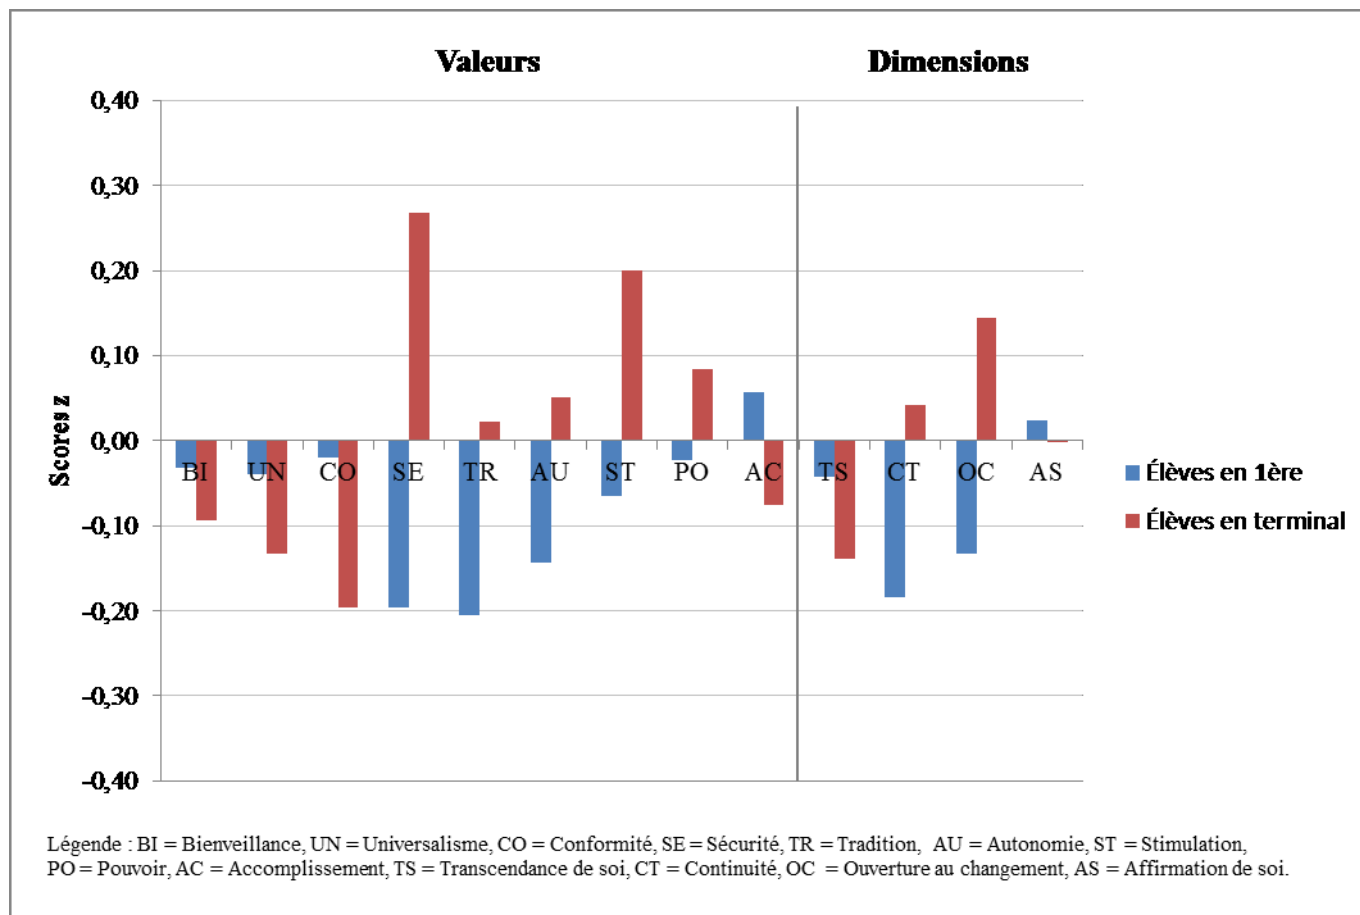 Valeurs
Dimensions
0,40
0,30
0,20
0,10
0,00
-0,10
-0,20
-0,30
-0,40
Scores z
BI UN CO SE TR AU ST PO AC TS CT OC AS
Élèves en 1ère
Élèves en terminal
Légende : BI = Bienveillance, UN = Universalisme, CO = Conformité, SE = Sécurité, TR = Tradition, AU = Autonomie, ST = Stimulation,
PO = Pouvoir, AC = Accomplissement, TS = Transcendance de soi, CT = Continuité, OC = Ouverture au changement, AS = Affirmation de soi.